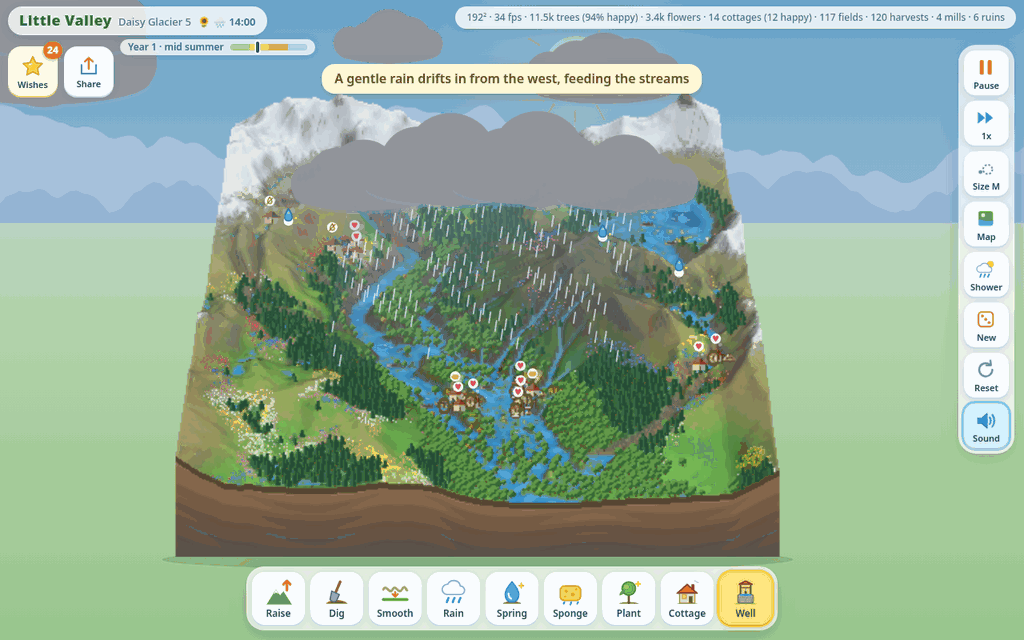 Little Valley Daisy Glacier 5 14:00
192² · 34 fps · 11.5k trees (94% happy) · 3.4k flowers · 14 cottages (12 happy) · 117 fields · 120 harvests · 4 mills · 6 ruins
Year 1 · mid summer
24
Wishes
Share
A gentle rain drifts in from the west, feeding the streams
Pause
1x
Size M
Map
Shower
New
Reset
Sound
Raise
Dig
Smooth
Rain
Spring
Sponge
Plant
Cottage
Well